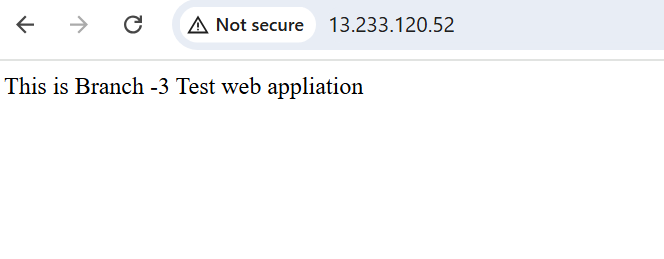 Not secure 13.233.120.52
This is Branch -3 Test web appliation